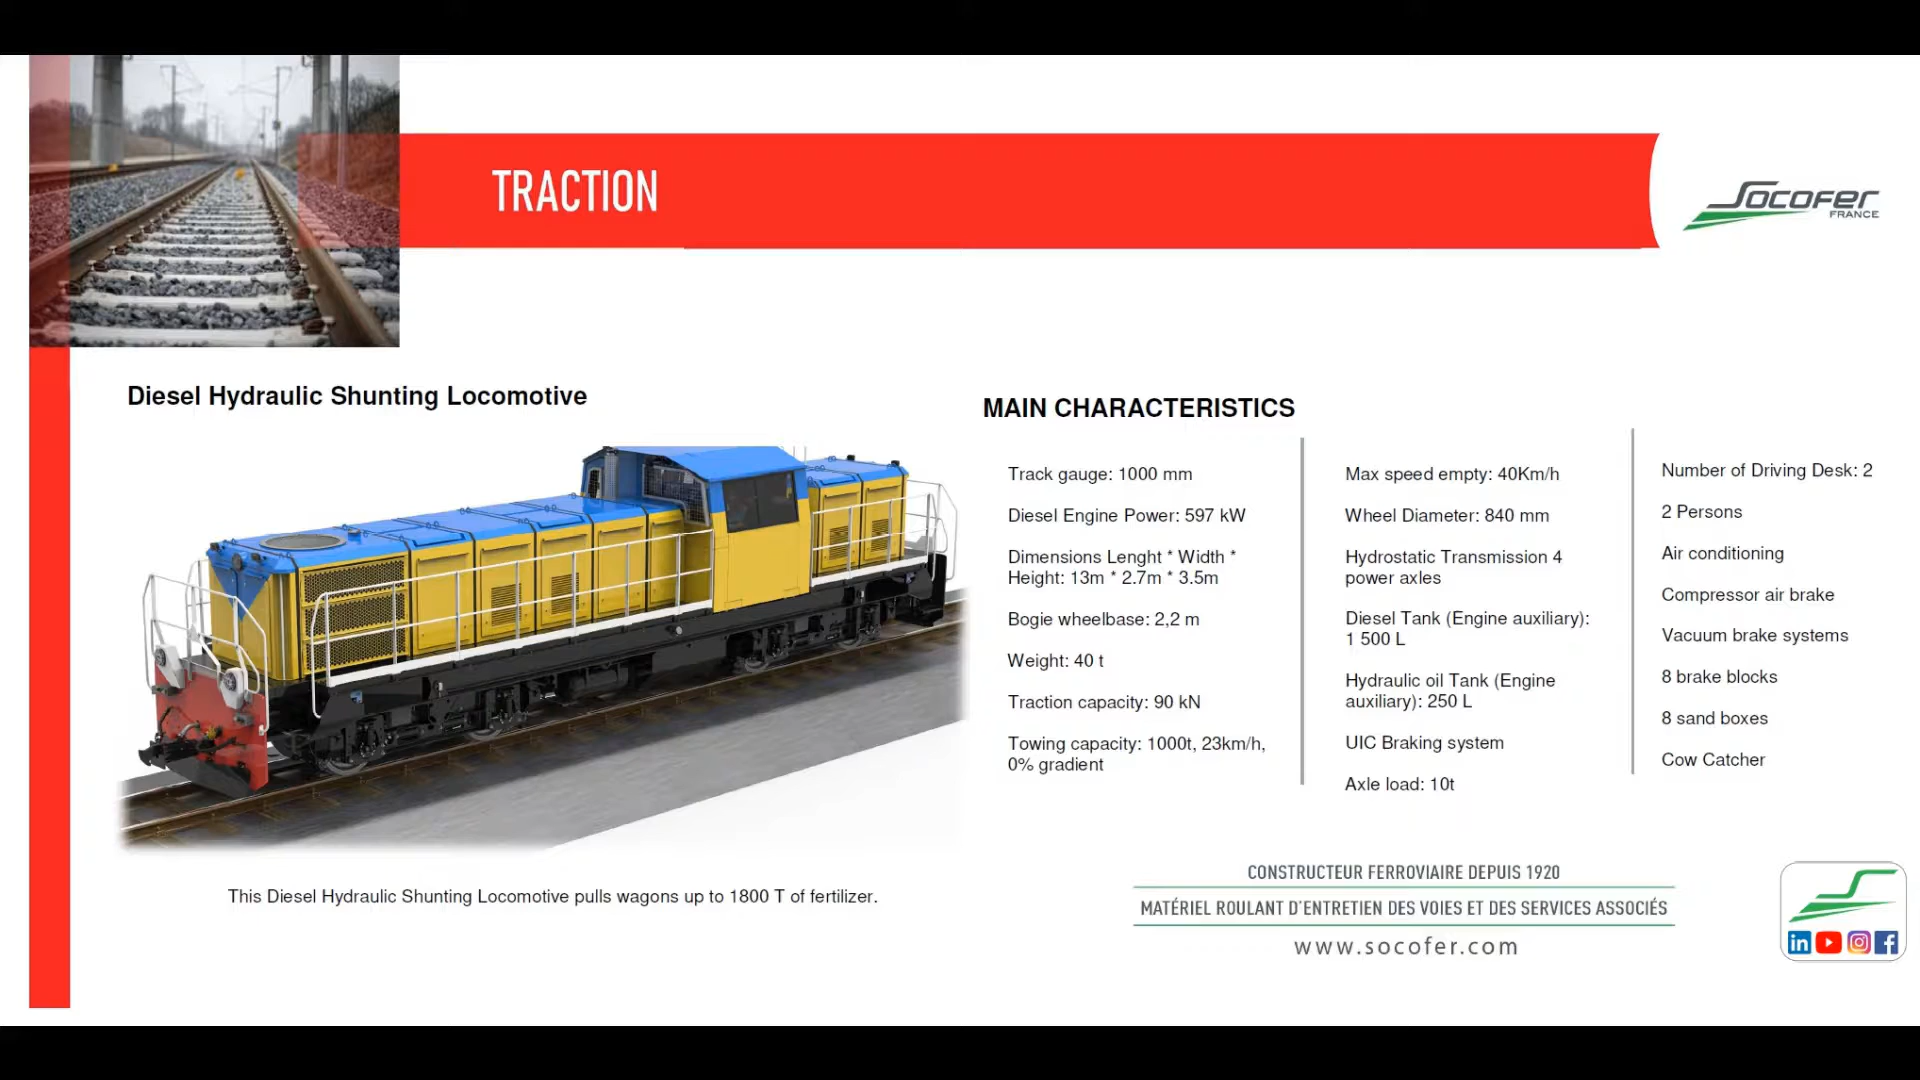 TRACTION
Socofer
FRANCE
Diesel Hydraulic Shunting Locomotive
MAIN CHARACTERISTICS
Track gauge: 1000 mm
Diesel Engine Power: 597 kW
Dimensions Lenght * Width *
Height: 13m * 2.7m * 3.5m
Bogie wheelbase: 2,2 m
Weight: 40 t
Traction capacity: 90 kN
Towing capacity: 1000t, 23km/h,
0% gradient
Max speed empty: 40Km/h
Wheel Diameter: 840 mm
Hydrostatic Transmission 4
power axles
Diesel Tank (Engine auxiliary):
1 500 L
Hydraulic oil Tank (Engine
auxiliary): 250 L
UIC Braking system
Axle load: 10t
Number of Driving Desk: 2
2 Persons
Air conditioning
Compressor air brake
Vacuum brake systems
8 brake blocks
8 sand boxes
Cow Catcher
This Diesel Hydraulic Shunting Locomotive pulls wagons up to 1800 T of fertilizer.
CONSTRUCTEUR FERROVIAIRE DEPUIS 1920
MATÉRIEL ROULANT D'ENTRETIEN DES VOIES ET DES SERVICES ASSOCIÉS
www.socofer.com
in